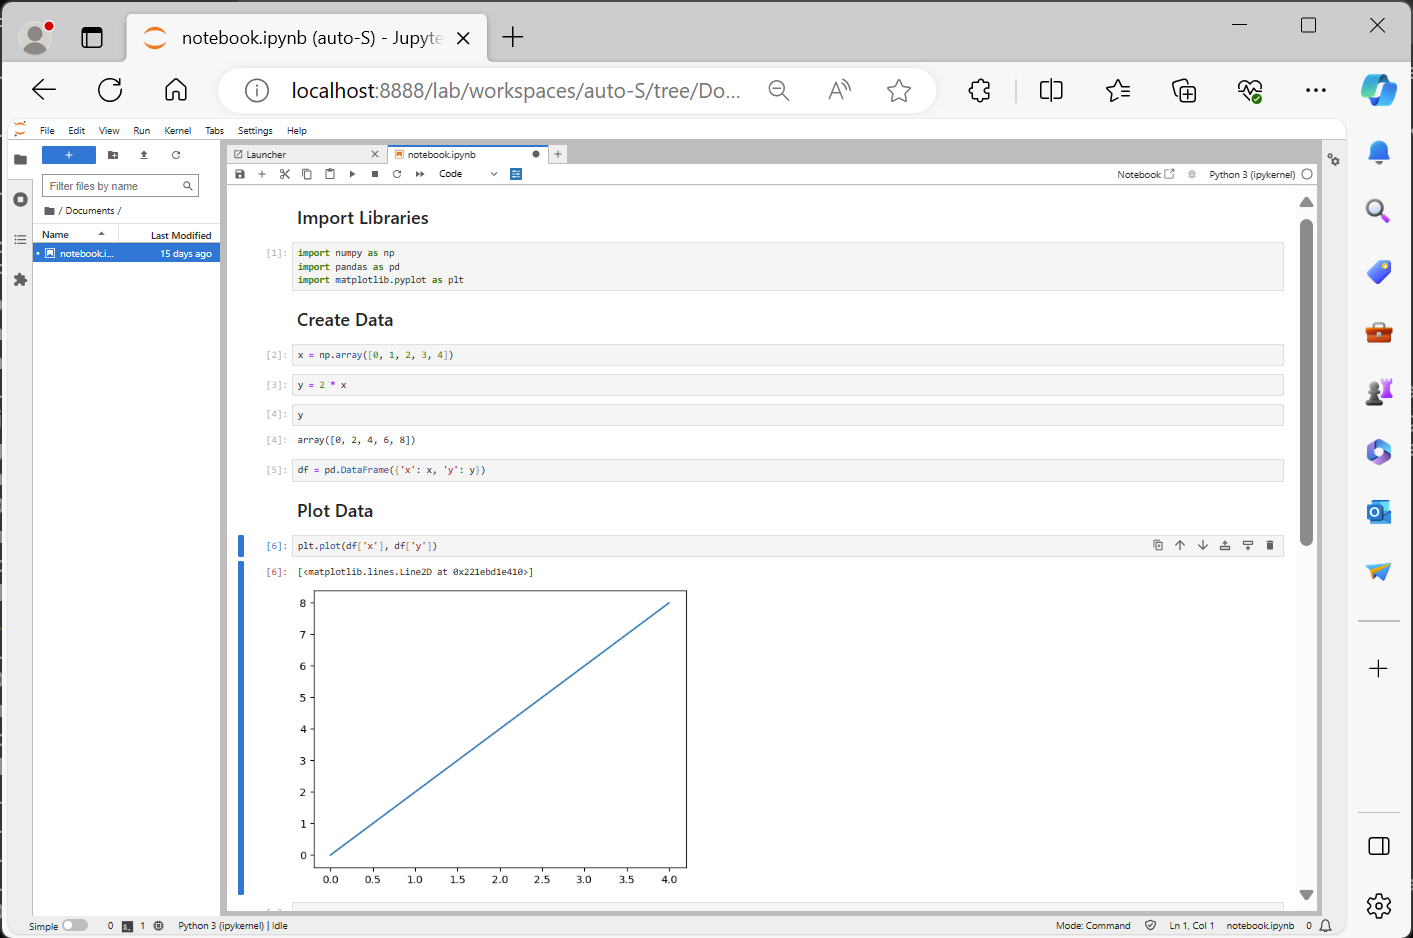 notebook.ipynb (auto-S) - Jupyte
localhost:8888/lab/workspaces/auto-S/tree/Do...
File Edit View Run Kernel Tabs Settings Help
Launcher
notebook.ipynb
Filter files by name
Code
Notebook
Python 3 (ipykernel)
/ Documents /
Name Last Modified
notebook.i... 15 days ago
Import Libraries
[1]: import numpy as np
import pandas as pd
import matplotlib.pyplot as plt
Create Data
[2]: x = np.array([0, 1, 2, 3, 4])
[3]: y = 2 * x
[4]: y
[4]: array([0, 2, 4, 6, 8])
[5]: df = pd.DataFrame({'x': x, 'y': y})
Plot Data
[6]: plt.plot(df['x'], df['y'])
[6]: [<matplotlib.lines.Line2D at 0x221ebd1e410>]
8
7
6
5
4
3
2
1
0
0.0 0.5 1.0 1.5 2.0 2.5 3.0 3.5 4.0
Simple 0 1 Python 3 (ipykernel) | Idle Mode: Command Ln 1, Col 1 notebook.ipynb 0